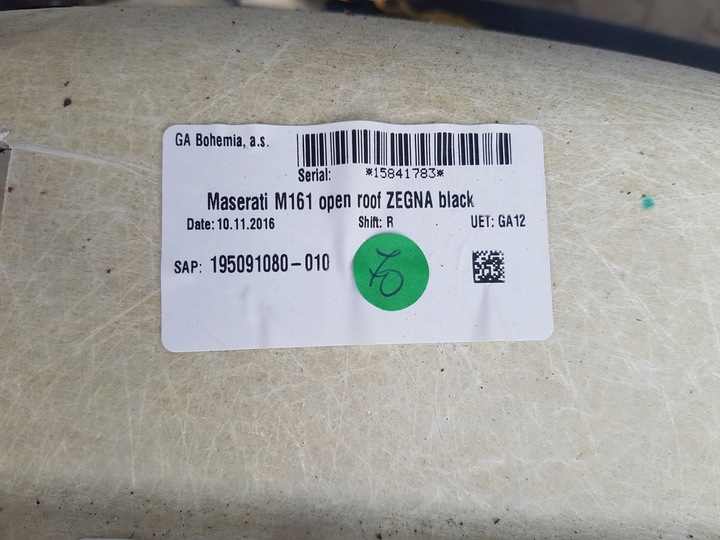 GA Bohemia, a.s.
Serial: *15841783*
Maserati M161 open roof ZEGNA black
Date: 10.11.2016 Shift: R UET: GA12
SAP: 195091080-010